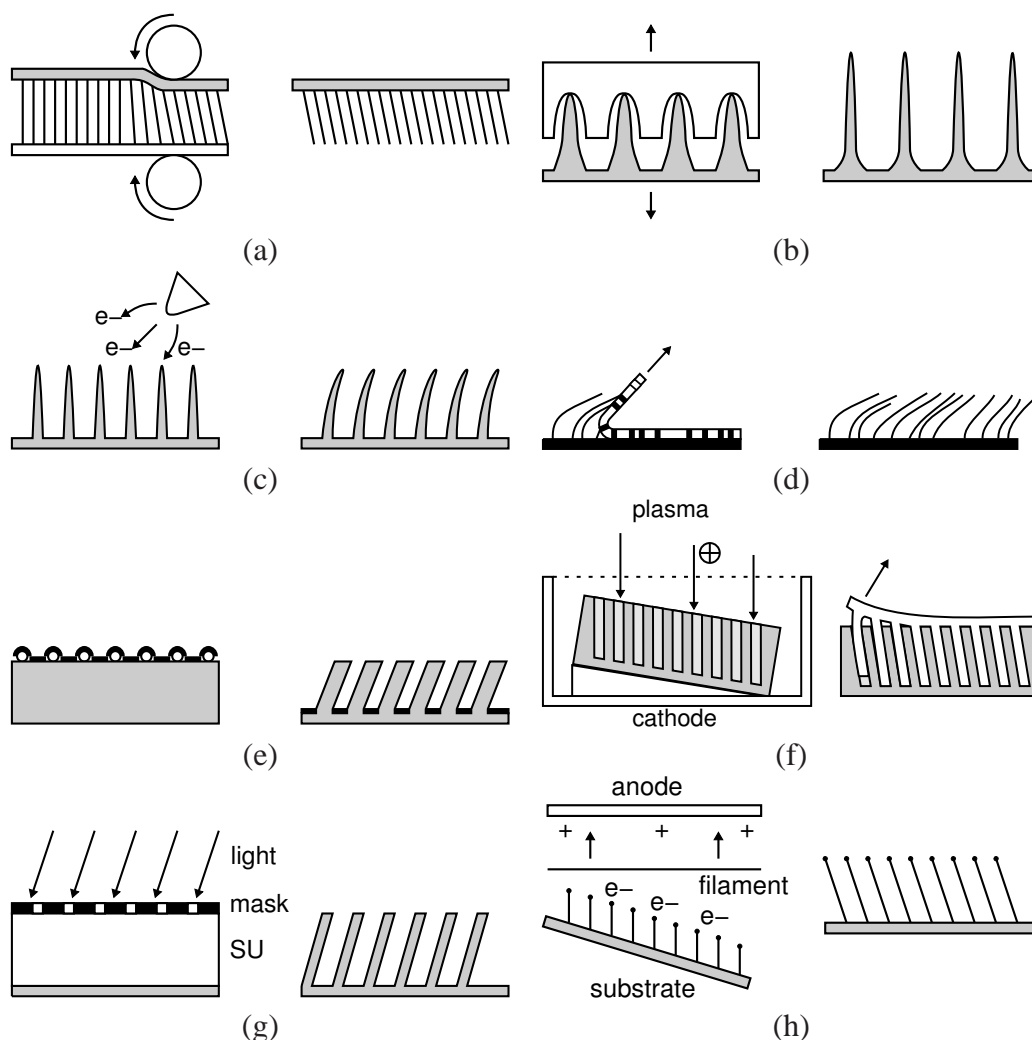 (a)
(b)
e–
e–
e–
(c)
(d)
plasma
cathode
(e)
(f)
anode
+ + +
light
filament
mask
e–
e–
e–
SU
substrate
(g)
(h)